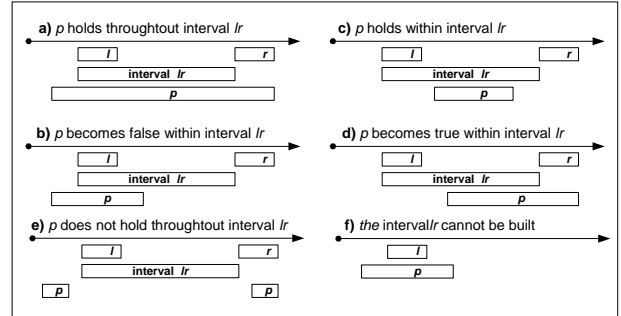 a) p holds throughtout interval lr
l
r
interval lr
p
c) p holds within interval lr
l
r
interval lr
p
b) p becomes false within interval lr
l
r
interval lr
p
d) p becomes true within interval lr
l
r
interval lr
p
e) p does not hold throughtout interval lr
l
r
interval lr
p
p
f) the intervallr cannot be built
l
p